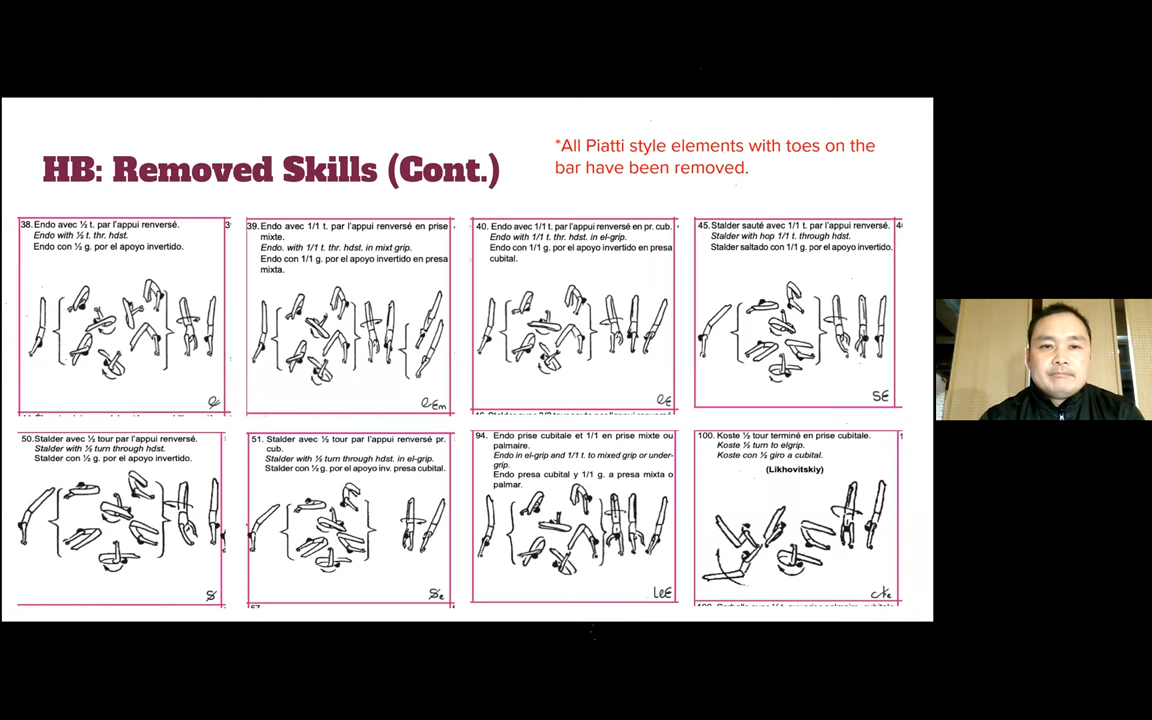 HB: Removed Skills (Cont.)
*All Piatti style elements with toes on the
bar have been removed.
38. Endo avec ½ t. par l'appui renversé.
Endo with ½ t. thr. hdst.
Endo con ½ g. por el apoyo invertido.
39. Endo avec 1/1 t. par l'appui renversé en prise
mixte.
Endo. with 1/1 t. thr. hdst. in mixt grip.
Endo con 1/1 g. por el apoyo invertido en presa
mixta.
40. Endo avec 1/1 t. par l'appui renversé en pr. cub.
Endo with 1/1 t. thr. hdst. in el-grip.
Endo con 1/1 g. por el apoyo invertido en presa
cubital.
45. Stalder sauté avec 1/1 t. par l'appui renversé.
Stalder with hop 1/1 t. through hdst.
Stalder saltado con 1/1 g. por el apoyo invertido.
50. Stalder avec ½ tour par l'appui renversé.
Stalder with ½ turn through hdst.
Stalder con ½ g. por el apoyo invertido.
51. Stalder avec ½ tour par l'appui renversé pr.
cub.
Stalder with ½ turn through hdst. in el-grip.
Stalder con ½ g. por el apoyo inv. presa cubital.
94. Endo prise cubitale et 1/1 en prise mixte ou
palmaire.
Endo in el-grip and 1/1 t. to mixed grip or under-
grip.
Endo presa cubital y 1/1 g. a presa mixta o
palmar.
100. Koste ½ tour terminé en prise cubitale.
Koste ½ turn to elgrip.
Koste con ½ giro a cubital.
(Likhovitskiy)
SE